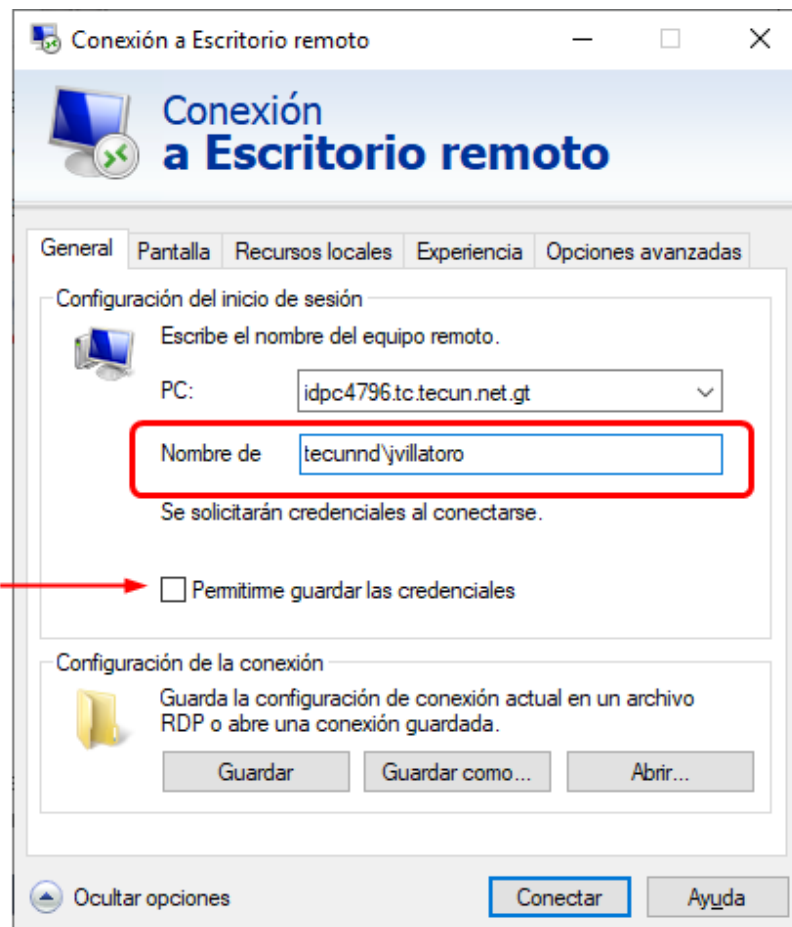 Conexión a Escritorio remoto
Conexión
a Escritorio remoto
General Pantalla Recursos locales Experiencia Opciones avanzadas
Configuración del inicio de sesión
Escribe el nombre del equipo remoto.
PC: idpc4796.tc.tecun.net.gt
Nombre de tecunnd\jvillatoro
Se solicitarán credenciales al conectarse.
Permitirme guardar las credenciales
Configuración de la conexión
Guarda la configuración de conexión actual en un archivo
RDP o abre una conexión guardada.
Guardar Guardar como... Abrir...
Ocultar opciones Conectar Ayuda